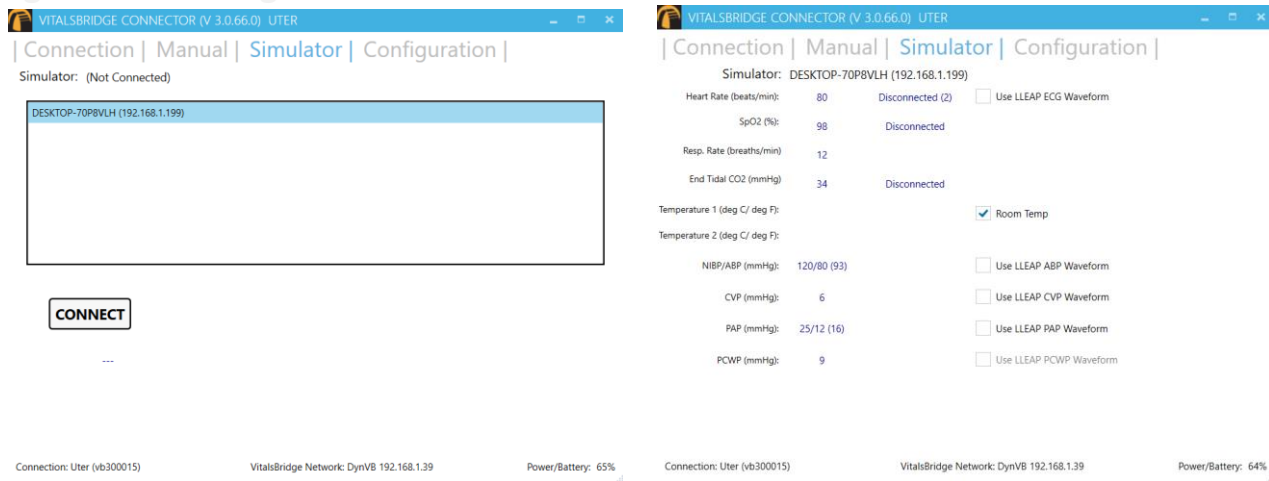 VITALSBRIDGE CONNECTOR (V 3.0.66.0) UTER
| Connection | Manual | Simulator | Configuration |
Simulator: (Not Connected)
DESKTOP-70P8VLH (192.168.1.199)
CONNECT
---
Connection: Uter (vb300015) VitalsBridge Network: DynVB 192.168.1.39 Power/Battery: 65%
VITALSBRIDGE CONNECTOR (V 3.0.66.0) UTER
| Connection | Manual | Simulator | Configuration |
Simulator: DESKTOP-70P8VLH (192.168.1.199)
Heart Rate (beats/min): 80 Disconnected (2) Use LLEAP ECG Waveform
SpO2 (%): 98 Disconnected
Resp. Rate (breaths/min) 12
End Tidal CO2 (mmHg) 34 Disconnected
Temperature 1 (deg C/ deg F): Room Temp
Temperature 2 (deg C/ deg F):
NIBP/ABP (mmHg): 120/80 (93) Use LLEAP ABP Waveform
CVP (mmHg): 6 Use LLEAP CVP Waveform
PAP (mmHg): 25/12 (16) Use LLEAP PAP Waveform
PCWP (mmHg): 9 Use LLEAP PCWP Waveform
Connection: Uter (vb300015) VitalsBridge Network: DynVB 192.168.1.39 Power/Battery: 64%